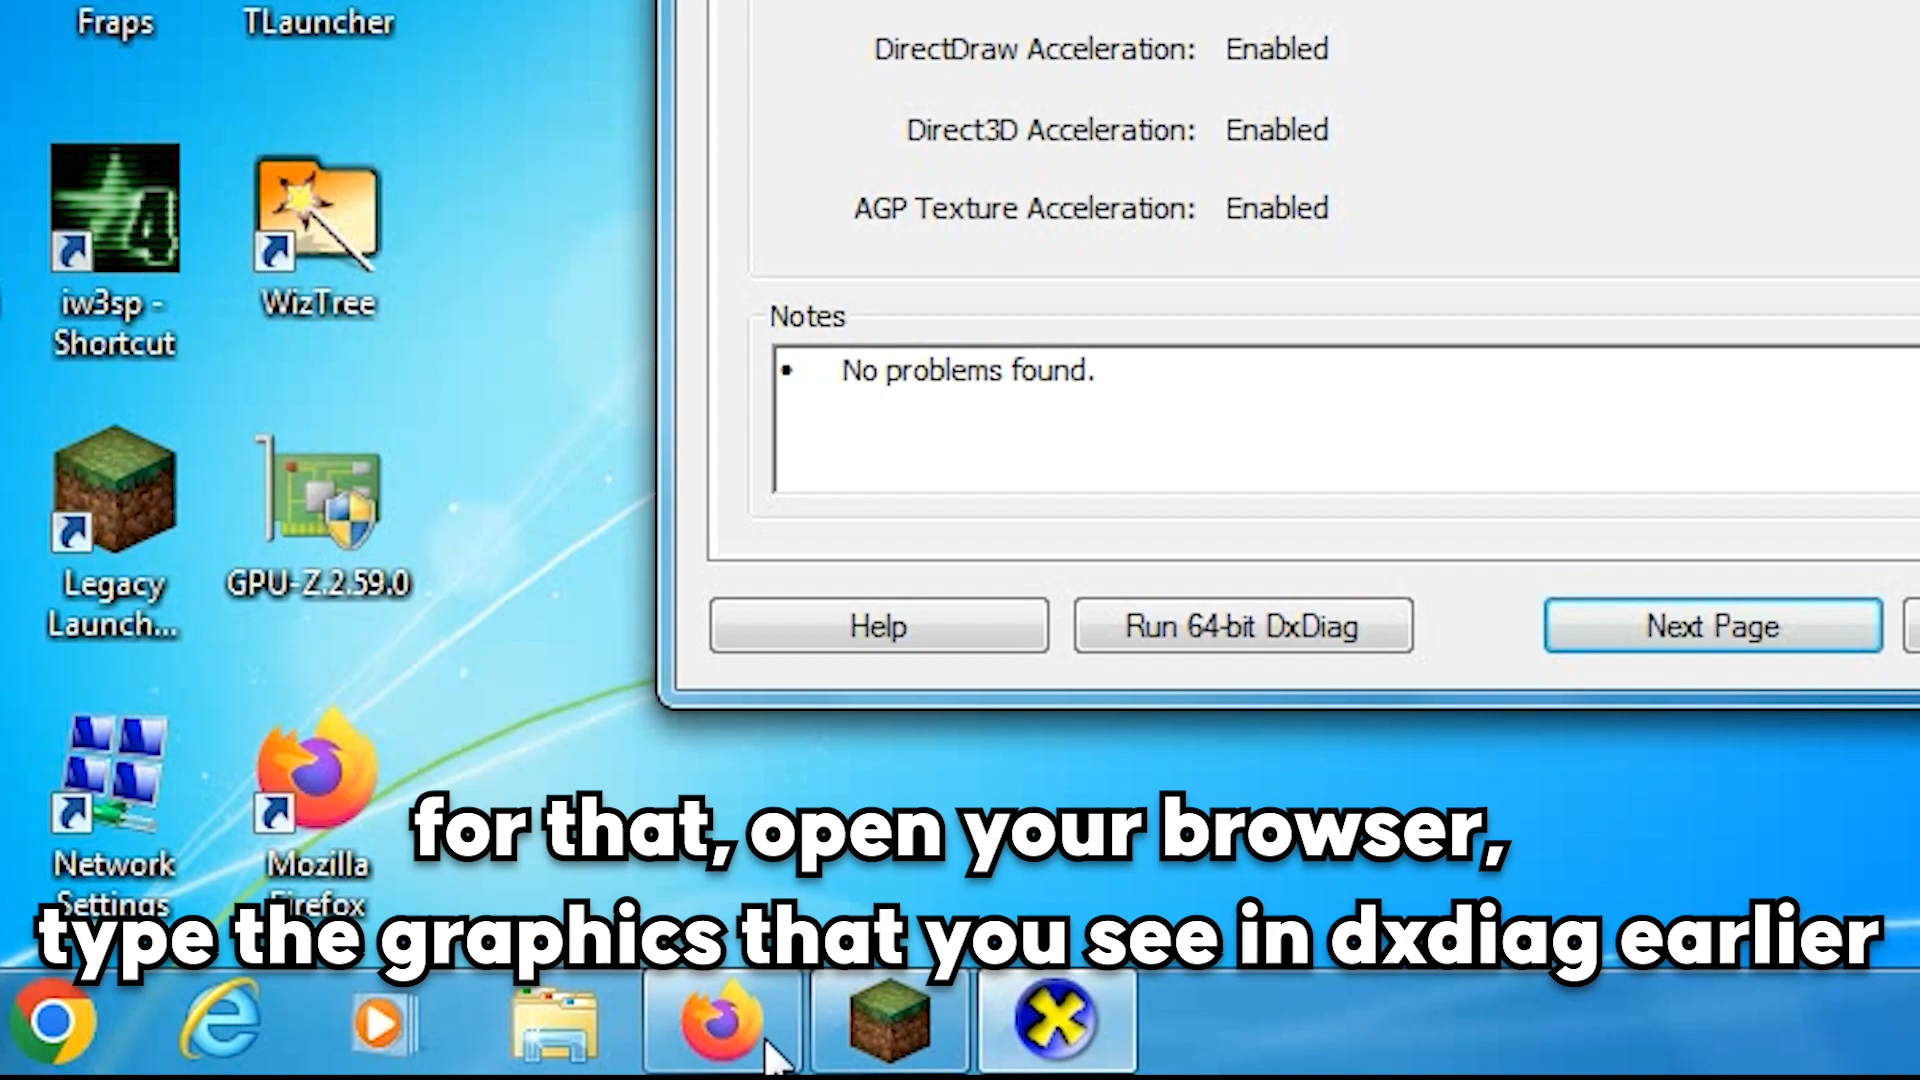 Fraps
TLauncher
iw3sp -
Shortcut
WizTree
Legacy
Launch...
GPU-Z.2.59.0
Network
Settings
Mozilla
Firefox
DirectDraw Acceleration: Enabled
Direct3D Acceleration: Enabled
AGP Texture Acceleration: Enabled
Notes
• No problems found.
Help
Run 64-bit DxDiag
Next Page
for that, open your browser,
type the graphics that you see in dxdiag earlier